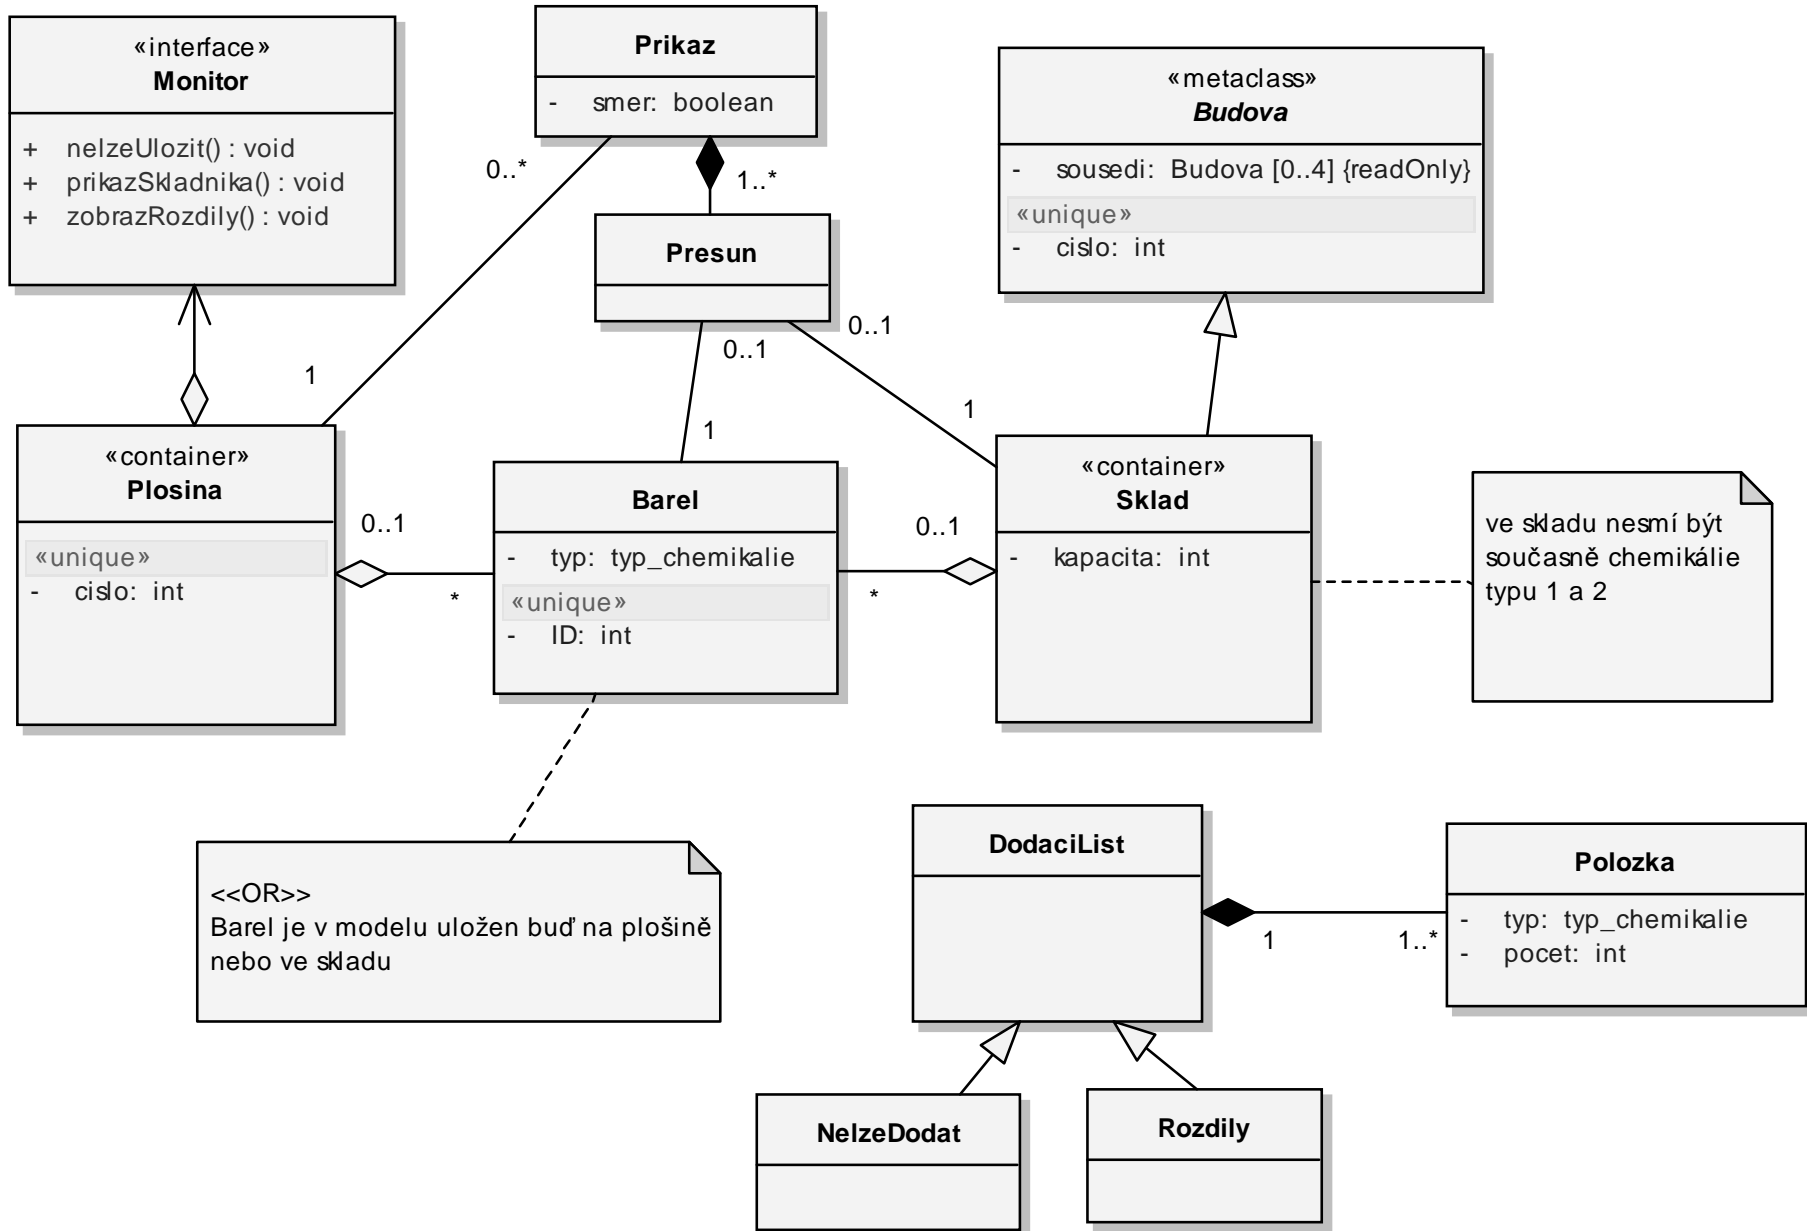 «interface»
Monitor
+ nelzeUlozit() : void
+ prikazSkladnika() : void
+ zobrazRozdily() : void
Prikaz
- smer: boolean
«metaclass»
Budova
- sousedi: Budova [0..4] {readOnly}
«unique»
- cislo: int
0..*
1..*
Presun
0..1
0..1
1
1
1
«container»
Plosina
«unique»
- cislo: int
0..1
*
Barel
- typ: typ_chemikalie
«unique»
- ID: int
0..1
*
«container»
Sklad
- kapacita: int
ve skladu nesmí být
současně chemikálie
typu 1 a 2
<<OR>>
Barel je v modelu uložen buď na plošině
nebo ve skladu
DodaciList
1
1..*
Polozka
- typ: typ_chemikalie
- pocet: int
NelzeDodat
Rozdily